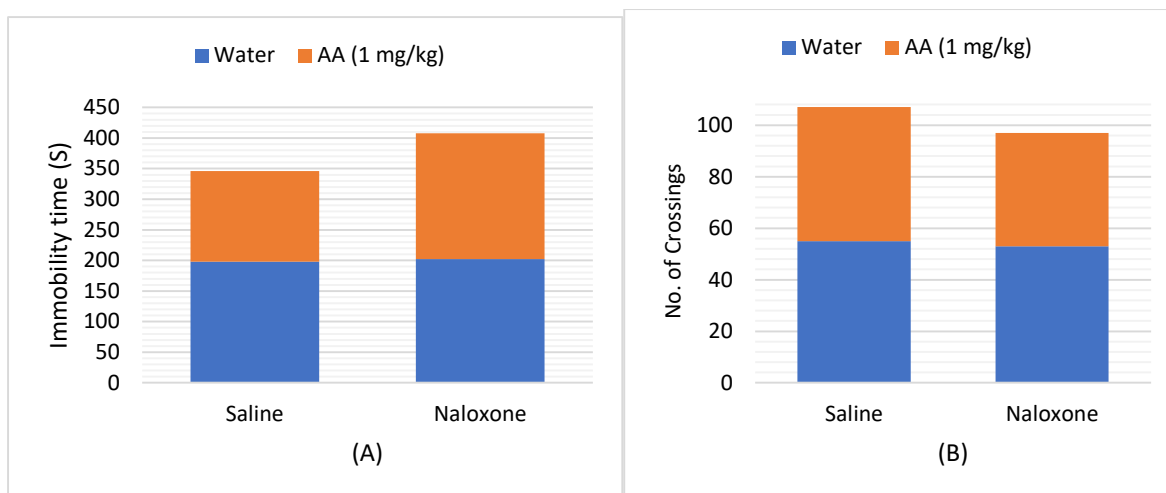 Water AA (1 mg/kg)
Immobility time (S)
450
400
350
300
250
200
150
100
50
0
Saline Naloxone
(A)
Water AA (1 mg/kg)
No. of Crossings
100
80
60
40
20
0
Saline Naloxone
(B)